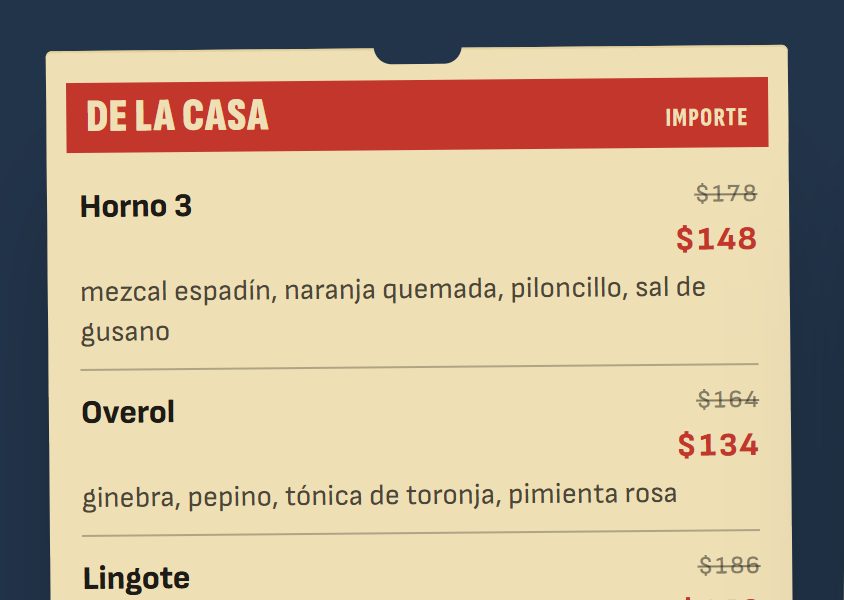 DE LA CASA IMPORTE
Horno 3 $178
$148
mezcal espadín, naranja quemada, piloncillo, sal de
gusano
Overol $164
$134
ginebra, pepino, tónica de toronja, pimienta rosa
Lingote $186